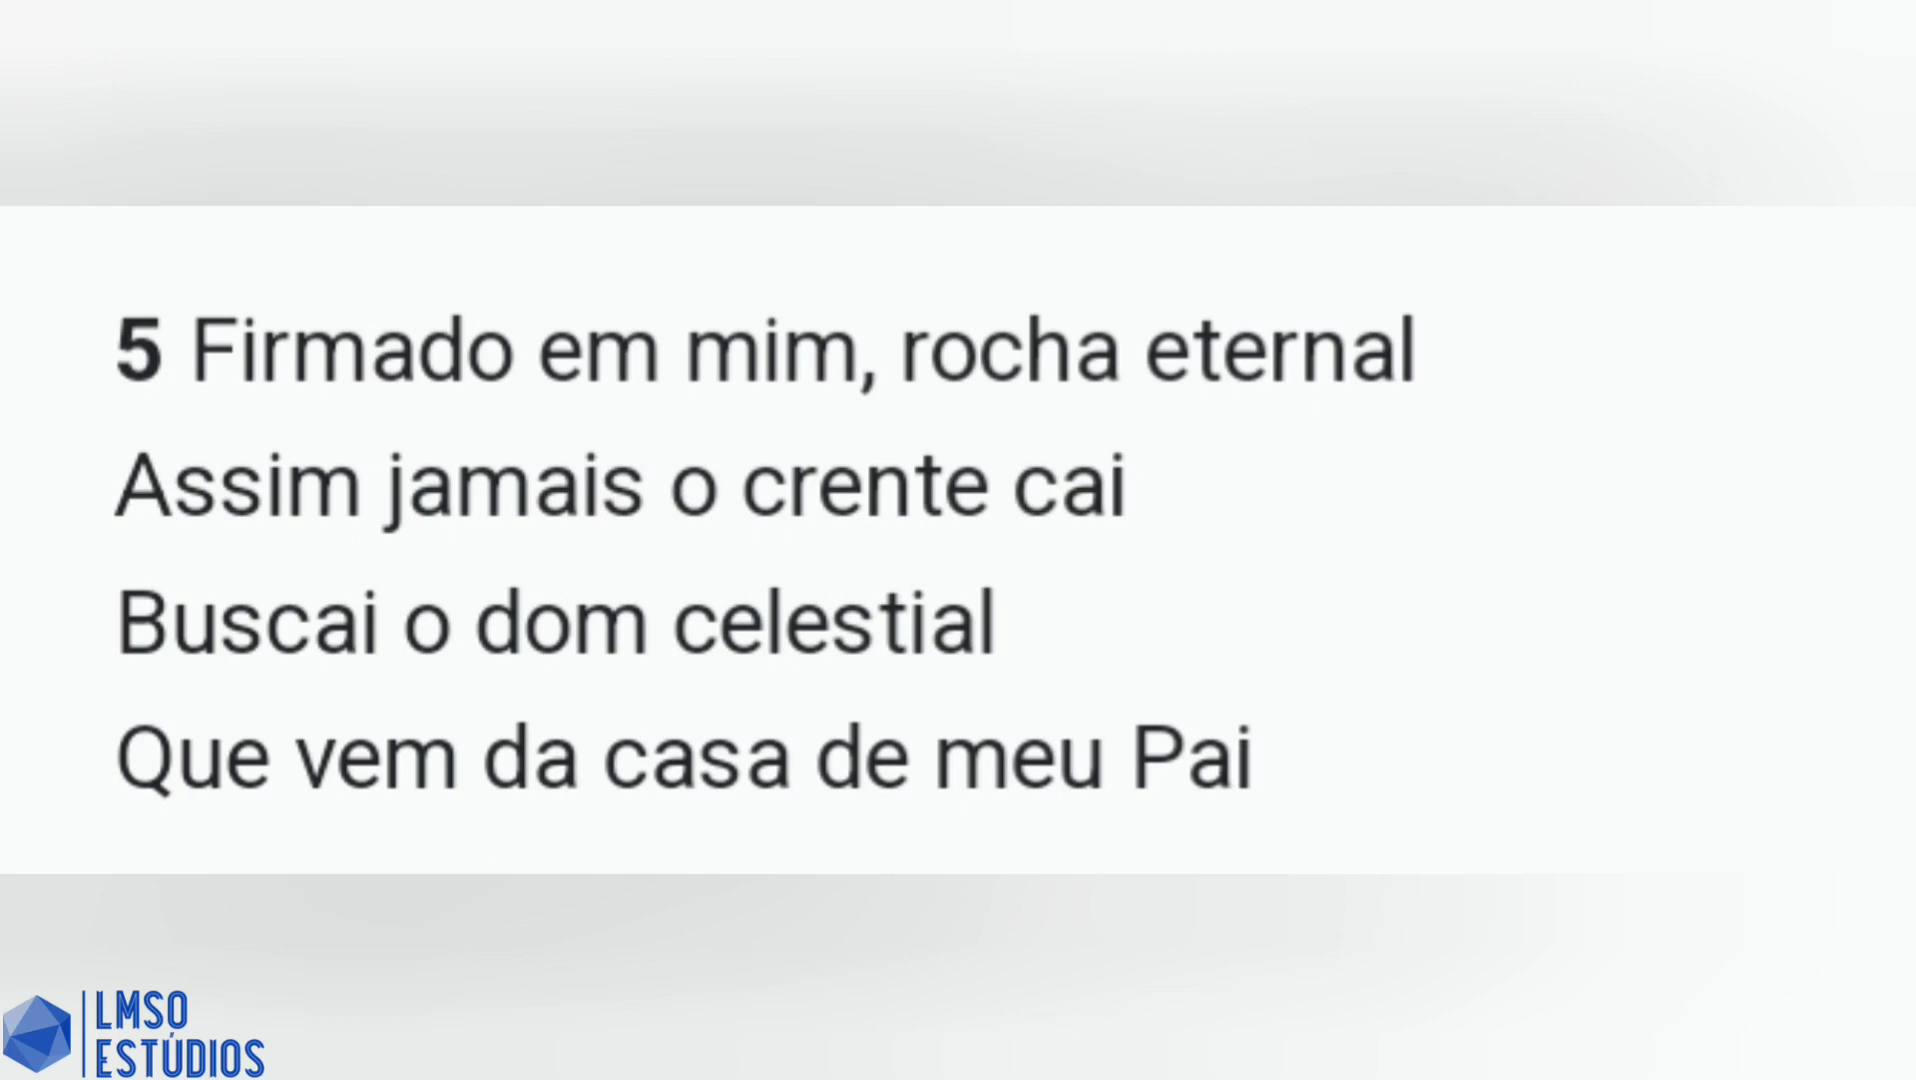 5 Firmado em mim, rocha eternal
Assim jamais o crente cai
Buscai o dom celestial
Que vem da casa de meu Pai
LMSO
ESTÚDIOS